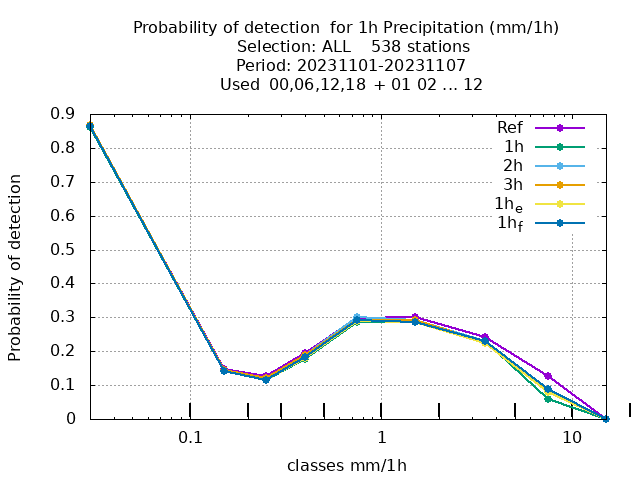 Probability of detection  for 1h Precipitation (mm/1h)
Selection: ALL    538 stations
Period: 20231101-20231107
Used  00,06,12,18  + 01 02 ... 12
Ref
1h
2h
3h
1he
1hf
0.9
0.8
0.7
0.6
0.5
0.4
0.3
0.2
0.1
0
0.1
1
10
Probability of detection
classes mm/1h